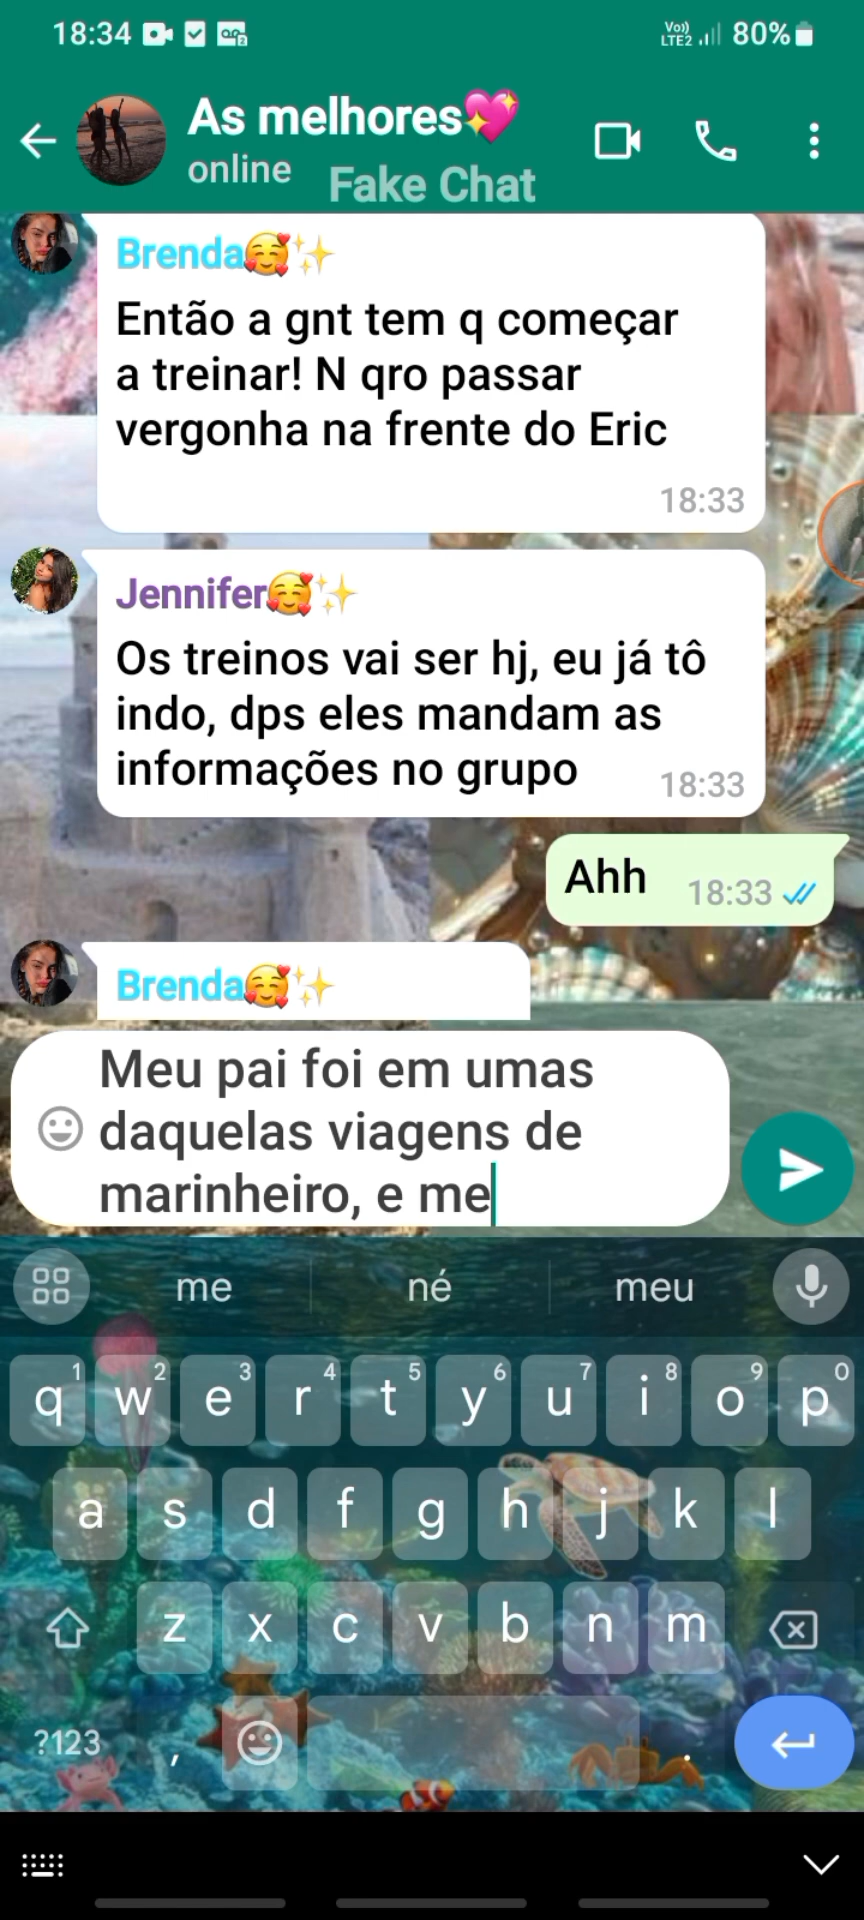 18:34
Vo))
LTE2
80%
As melhores💖
online
Fake Chat
Brenda🥰✨
Então a gnt tem q começar
a treinar! N qro passar
vergonha na frente do Eric
18:33
Jennifer🥰✨
Os treinos vai ser hj, eu já tô
indo, dps eles mandam as
informações no grupo
18:33
Ahh
18:33
Brenda🥰✨
Meu pai foi em umas
daquelas viagens de
marinheiro, e me
me né meu
1 2 3 4 5 6 7 8 9 0
q w e r t y u i o p
a s d f g h j k l
z x c v b n m
?123 , .